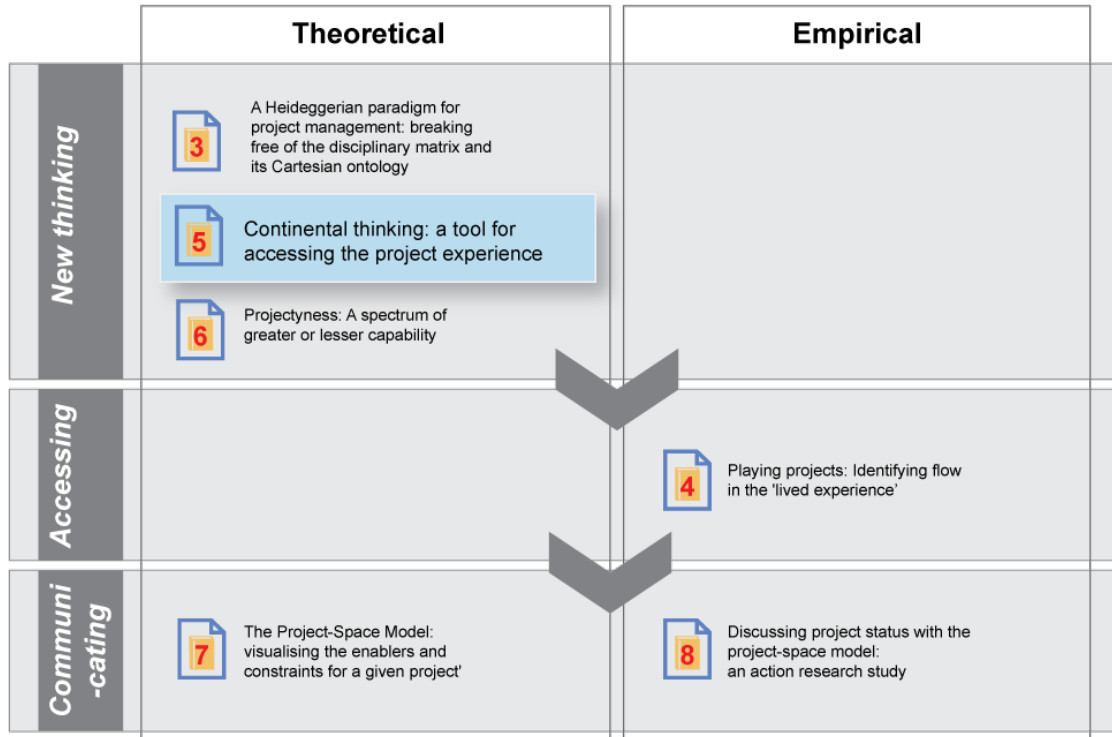 Theoretical
Empirical
New thinking
3
A Heideggerian paradigm for
project management: breaking
free of the disciplinary matrix and
its Cartesian ontology
5
Continental thinking: a tool for
accessing the project experience
6
Projectyness: A spectrum of
greater or lesser capability
Accessing
4
Playing projects: Identifying flow
in the 'lived experience’
Communi
-cating
7
The Project-Space Model:
visualising the enablers and
constraints for a given project'
8
Discussing project status with the
project-space model:
an action research study